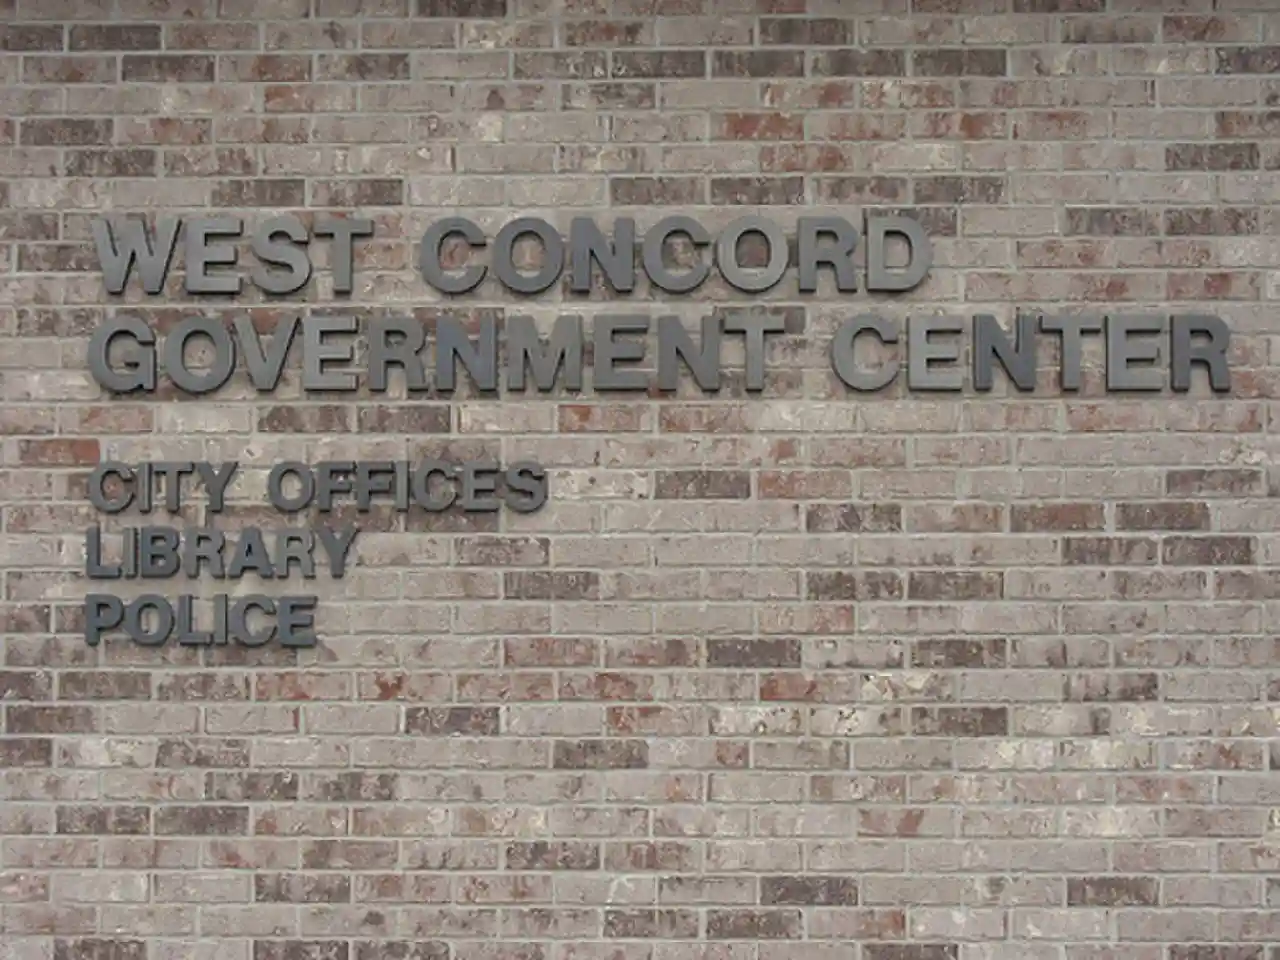 WEST CONCORD
GOVERNMENT CENTER
CITY OFFICES
LIBRARY
POLICE